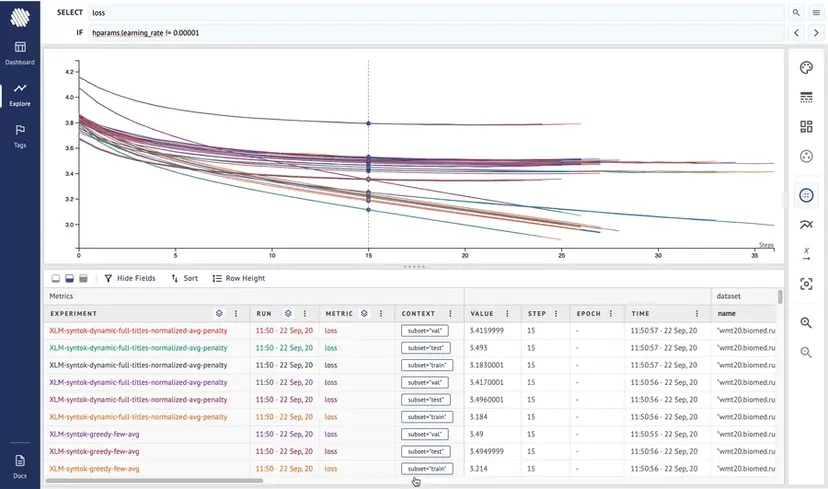 SELECT loss
IF hparams.learning_rate != 0.00001
Dashboard
Explore
Tags
Docs
4.2
4.0
3.8
3.6
3.4
3.2
3.0
0 5 10 15 20 25 30 35
Steps
Hide Fields Sort Row Height
Metrics dataset
EXPERIMENT RUN METRIC CONTEXT VALUE STEP EPOCH TIME name
XLM-syntok-dynamic-full-titles-normalized-avg-penalty 11:50 - 22 Sep, 20 loss subset="val" 3.4159999 15 - 11:50:57 - 22 Sep, 20 "wmt20.biomed.ru
XLM-syntok-dynamic-full-titles-normalized-avg-penalty 11:50 - 22 Sep, 20 loss subset="test" 3.493 15 - 11:50:57 - 22 Sep, 20 "wmt20.biomed.ru
XLM-syntok-dynamic-full-titles-normalized-avg-penalty 11:50 - 22 Sep, 20 loss subset="train" 3.1830001 15 - 11:50:57 - 22 Sep, 20 "wmt20.biomed.ru
XLM-syntok-dynamic-full-titles-normalized-avg-penalty 11:50 - 22 Sep, 20 loss subset="val" 3.4170001 15 - 11:50:56 - 22 Sep, 20 "wmt20.biomed.ru
XLM-syntok-dynamic-full-titles-normalized-avg-penalty 11:50 - 22 Sep, 20 loss subset="test" 3.4960001 15 - 11:50:56 - 22 Sep, 20 "wmt20.biomed.ru
XLM-syntok-dynamic-full-titles-normalized-avg-penalty 11:50 - 22 Sep, 20 loss subset="train" 3.184 15 - 11:50:56 - 22 Sep, 20 "wmt20.biomed.ru
XLM-syntok-greedy-few-avg 11:50 - 22 Sep, 20 loss subset="val" 3.49 15 - 11:50:55 - 22 Sep, 20 "wmt20.biomed.ru
XLM-syntok-greedy-few-avg 11:50 - 22 Sep, 20 loss subset="test" 3.4949999 15 - 11:50:56 - 22 Sep, 20 "wmt20.biomed.ru
XLM-syntok-greedy-few-avg 11:50 - 22 Sep, 20 loss subset="train" 3.214 15 - 11:50:56 - 22 Sep, 20 "wmt20.biomed.ru